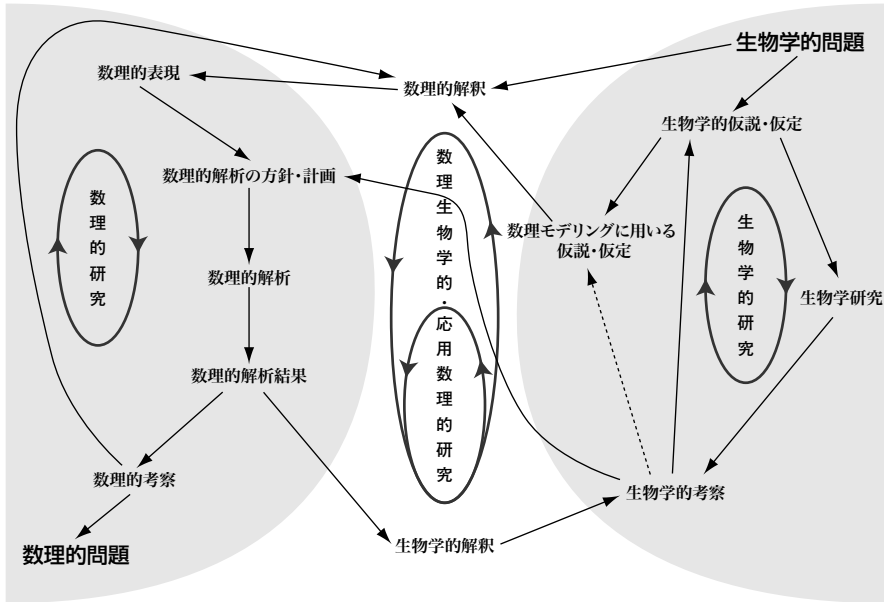 生物学的問題
数理的表現
数理的解釈
生物学的仮説・仮定
数理的解析の方針・計画
数理的研究
数理生物学的・応用数理的研究
数理モデリングに用いる
仮説・仮定
生物学的研究
数理的解析
生物学研究
数理的解析結果
数理的考察
生物学的考察
数理的問題
生物学的解釈